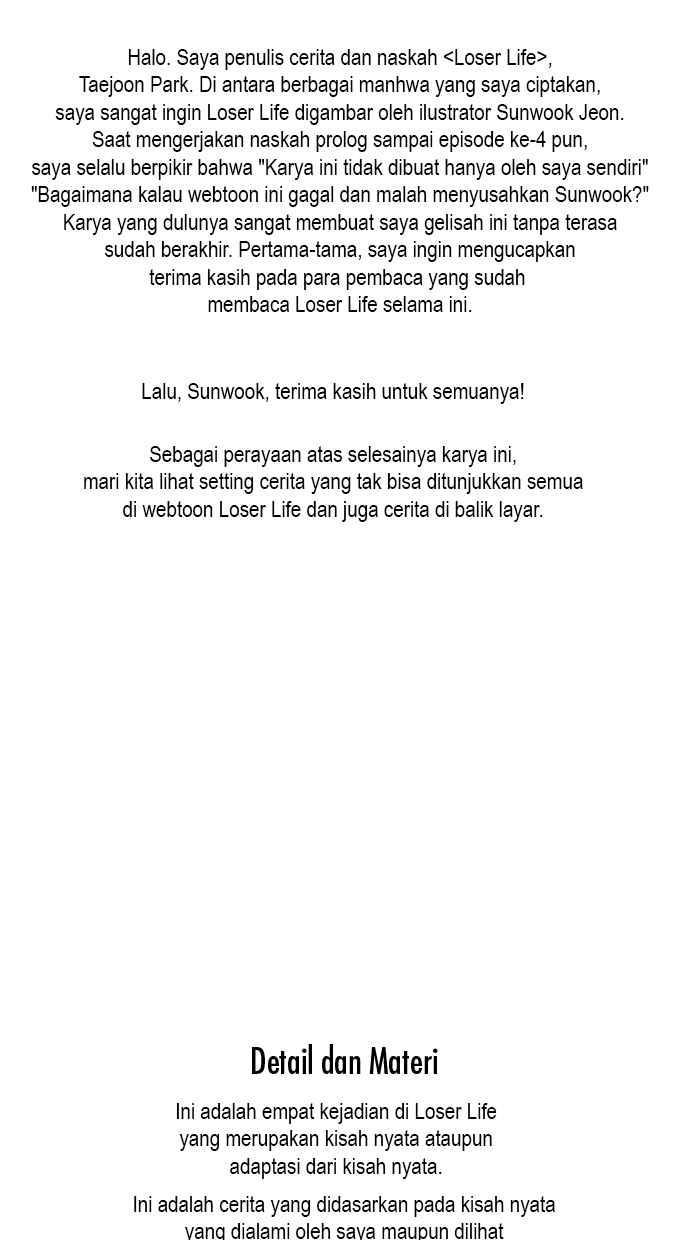 Halo. Saya penulis cerita dan naskah <Loser Life>,
Taejoon Park. Di antara berbagai manhwa yang saya ciptakan,
saya sangat ingin Loser Life digambar oleh ilustrator Sunwook Jeon.
Saat mengerjakan naskah prolog sampai episode ke-4 pun,
saya selalu berpikir bahwa "Karya ini tidak dibuat hanya oleh saya sendiri"
"Bagaimana kalau webtoon ini gagal dan malah menyusahkan Sunwook?"
Karya yang dulunya sangat membuat saya gelisah ini tanpa terasa
sudah berakhir. Pertama-tama, saya ingin mengucapkan
terima kasih pada para pembaca yang sudah
membaca Loser Life selama ini.
Lalu, Sunwook, terima kasih untuk semuanya!
Sebagai perayaan atas selesainya karya ini,
mari kita lihat setting cerita yang tak bisa ditunjukkan semua
di webtoon Loser Life dan juga cerita di balik layar.
Detail dan Materi
Ini adalah empat kejadian di Loser Life
yang merupakan kisah nyata ataupun
adaptasi dari kisah nyata.
Ini adalah cerita yang didasarkan pada kisah nyata
yang dialami oleh saya maupun dilihat